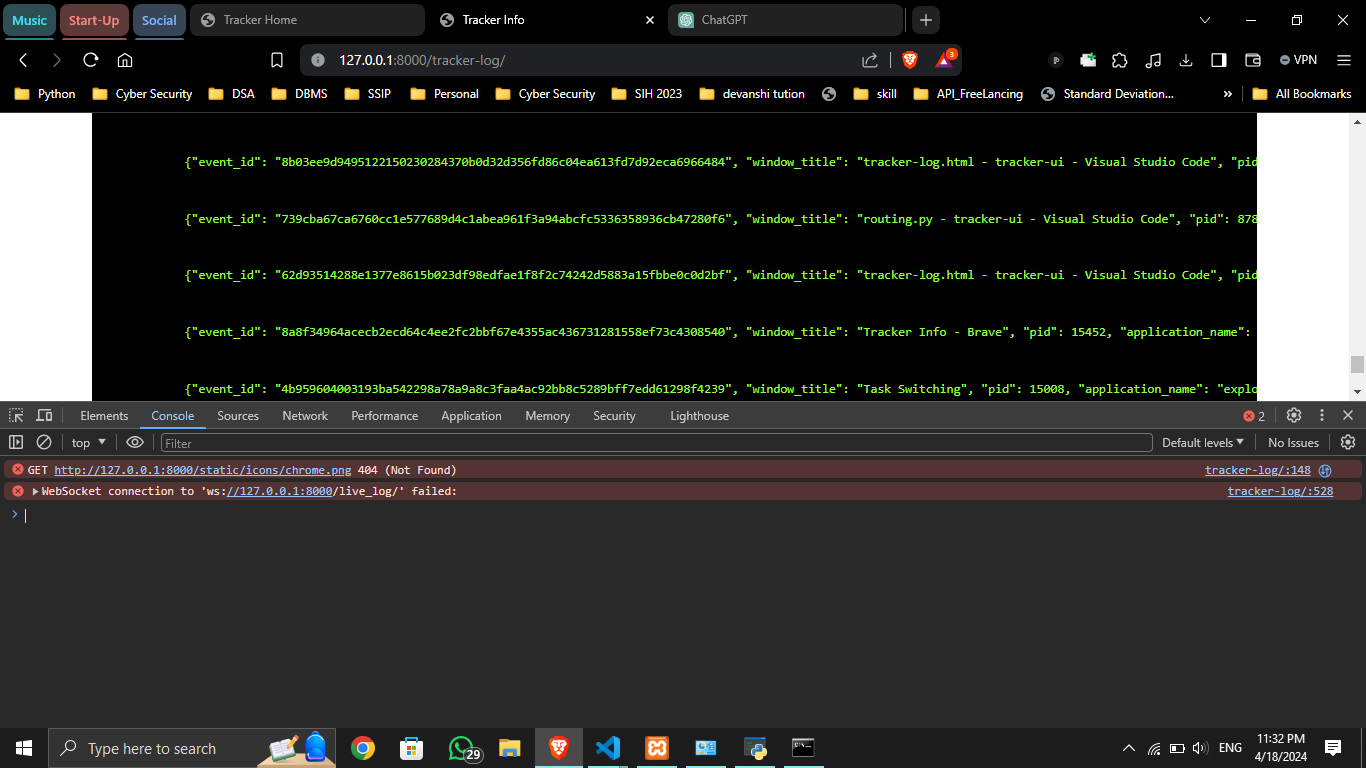 Music Start-Up Social Tracker Home Tracker Info ChatGPT
127.0.0.1:8000/tracker-log/ 3 VPN
Python Cyber Security DSA DBMS SSIP Personal Cyber Security SIH 2023 devanshi tution skill API_FreeLancing Standard Deviation... » All Bookmarks
{"event_id": "8b03ee9d9495122150230284370b0d32d356fd86c04ea613fd7d92eca6966484", "window_title": "tracker-log.html - tracker-ui - Visual Studio Code", "pid
{"event_id": "739cba67ca6760cc1e577689d4c1abea961f3a94abcfc5336358936cb47280f6", "window_title": "routing.py - tracker-ui - Visual Studio Code", "pid": 878
{"event_id": "62d93514288e1377e8615b023df98edfae1f8f2c74242d5883a15fbbe0c0d2bf", "window_title": "tracker-log.html - tracker-ui - Visual Studio Code", "pid
{"event_id": "8a8f34964acecb2ecd64c4ee2fc2bbf67e4355ac436731281558ef73c4308540", "window_title": "Tracker Info - Brave", "pid": 15452, "application_name":
{"event_id": "4b959604003193ba542298a78a9a8c3faa4ac92bb8c5289bff7edd61298f4239", "window_title": "Task Switching", "pid": 15008, "application_name": "explo
Elements Console Sources Network Performance Application Memory Security Lighthouse 2
top Filter Default levels No Issues
GET http://127.0.0.1:8000/static/icons/chrome.png 404 (Not Found) tracker-log/:148
WebSocket connection to 'ws://127.0.0.1:8000/live_log/' failed: tracker-log/:528
Type here to search 29 ENG 11:32 PM
4/18/2024